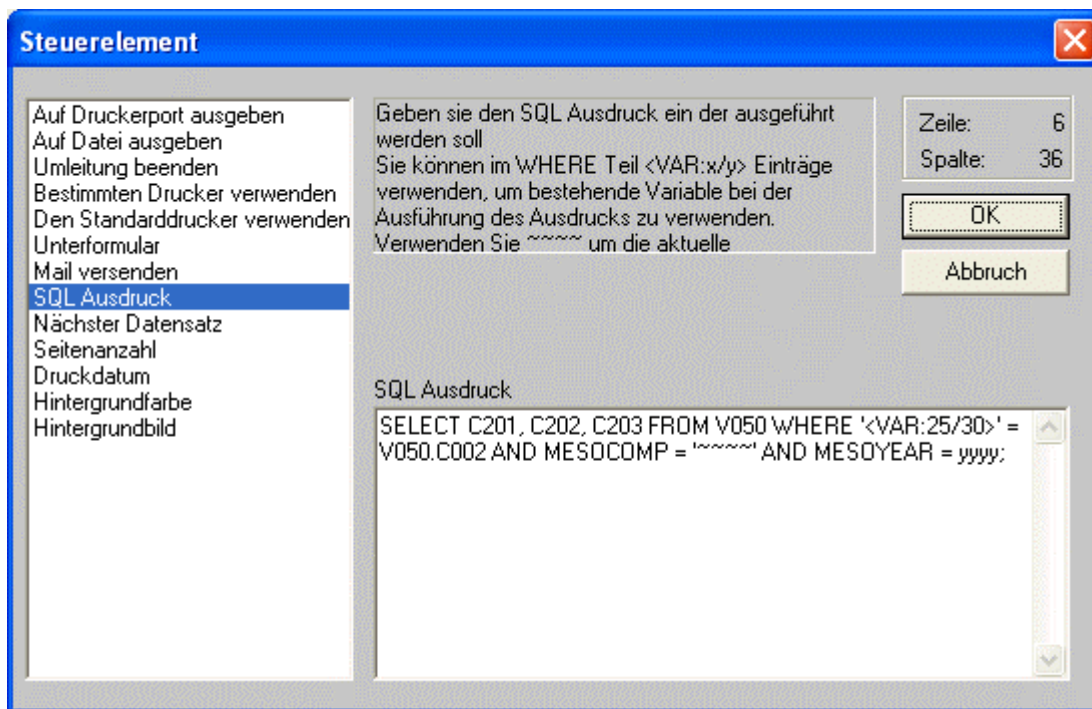 Steuerelement
Auf Druckerport ausgeben
Auf Datei ausgeben
Umleitung beenden
Bestimmten Drucker verwenden
Den Standarddrucker verwenden
Unterformular
Mail versenden
SQL Ausdruck
Nächster Datensatz
Seitenanzahl
Druckdatum
Hintergrundfarbe
Hintergrundbild
Geben sie den SQL Ausdruck ein der ausgeführt
werden soll
Sie können im WHERE Teil <VAR:x/y> Einträge
verwenden, um bestehende Variable bei der
Ausführung des Ausdrucks zu verwenden.
Verwenden Sie ~~~~ um die aktuelle
Zeile: 6
Spalte: 36
OK
Abbruch
SQL Ausdruck
SELECT C201, C202, C203 FROM V050 WHERE '<VAR:25/30>' =
V050.C002 AND MESOCOMP = '~~~~' AND MESOYEAR = yyyy;